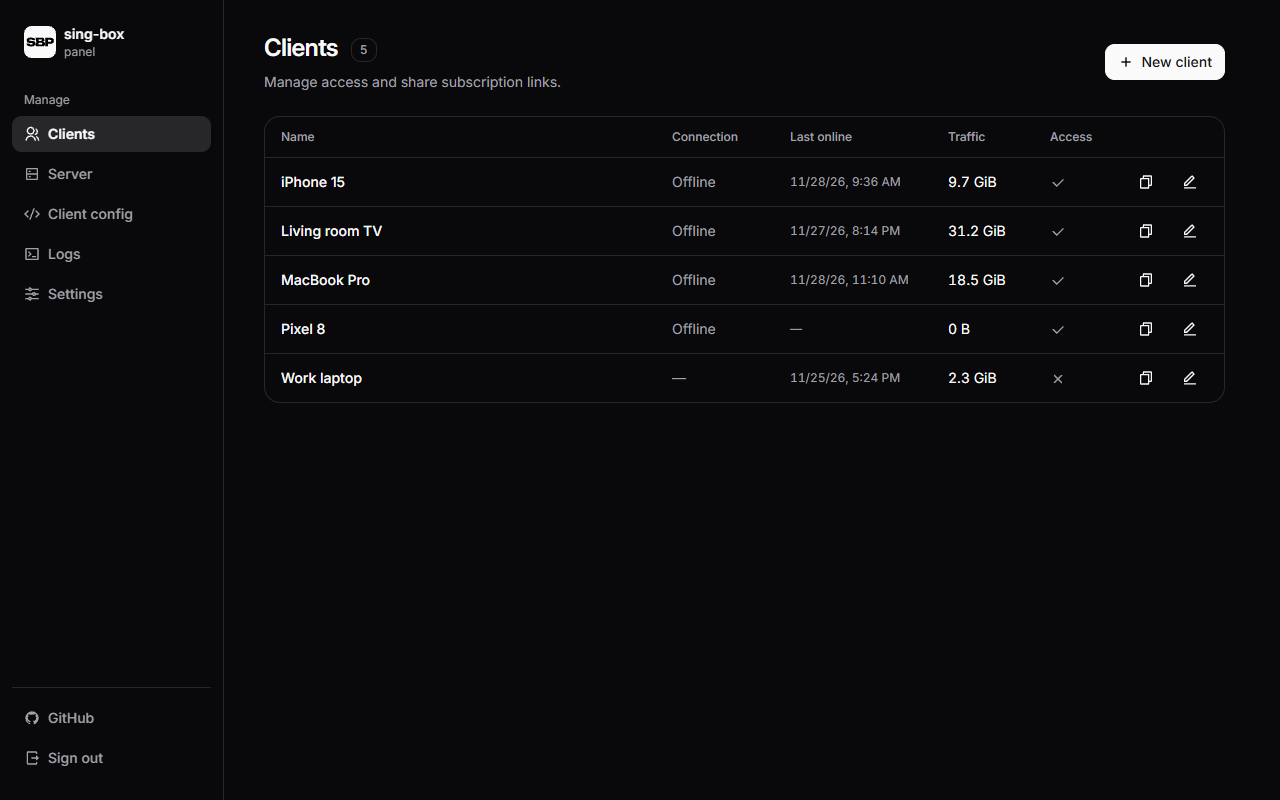 SBP
sing-box
panel
Manage
Clients
Server
Client config
Logs
Settings
GitHub
Sign out
Clients 5
Manage access and share subscription links.
+ New client
Name Connection Last online Traffic Access
iPhone 15 Offline 11/28/26, 9:36 AM 9.7 GiB
Living room TV Offline 11/27/26, 8:14 PM 31.2 GiB
MacBook Pro Offline 11/28/26, 11:10 AM 18.5 GiB
Pixel 8 Offline — 0 B
Work laptop — 11/25/26, 5:24 PM 2.3 GiB